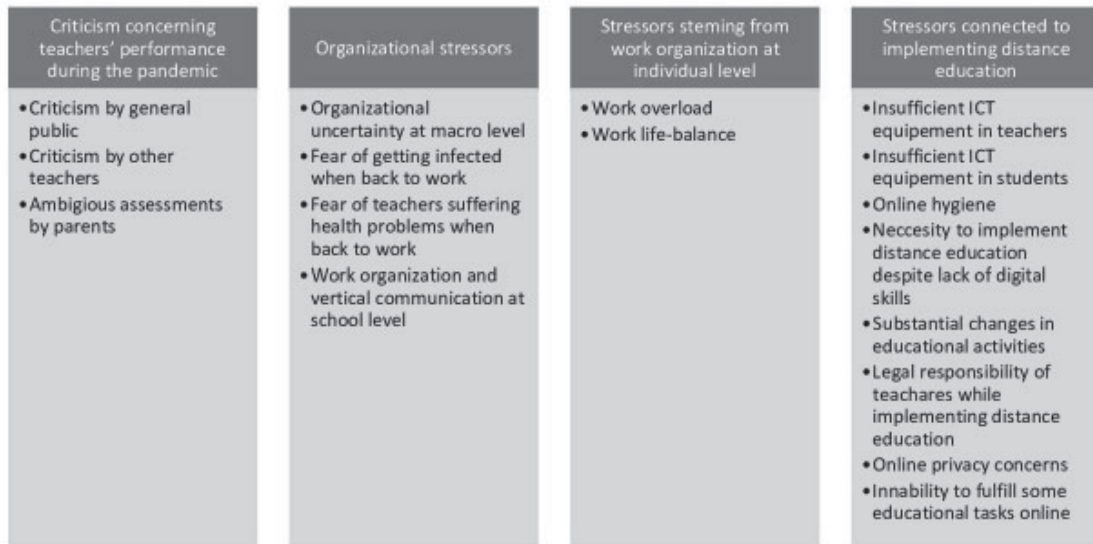 Criticism concerning
teachers' performance
during the pandemic
•Criticism by general
public
•Criticism by other
teachers
•Ambigious assessments
by parents
Organizational stressors
•Organizational
uncertainty at macro level
•Fear of getting infected
when back to work
•Fear of teachers suffering
health problems when
back to work
•Work organization and
vertical communication at
school level
Stressors steming from
work organization at
individual level
•Work overload
•Work life-balance
Stressors connected to
implementing distance
education
•Insufficient ICT
equipement in teachers
•Insufficient ICT
equipement in students
•Online hygiene
•Neccesity to implement
distance education
despite lack of digital
skills
•Substantial changes in
educational activities
•Legal responsibility of
teachares while
implementing distance
education
•Online privacy concerns
•Innability to fulfill some
educational tasks online